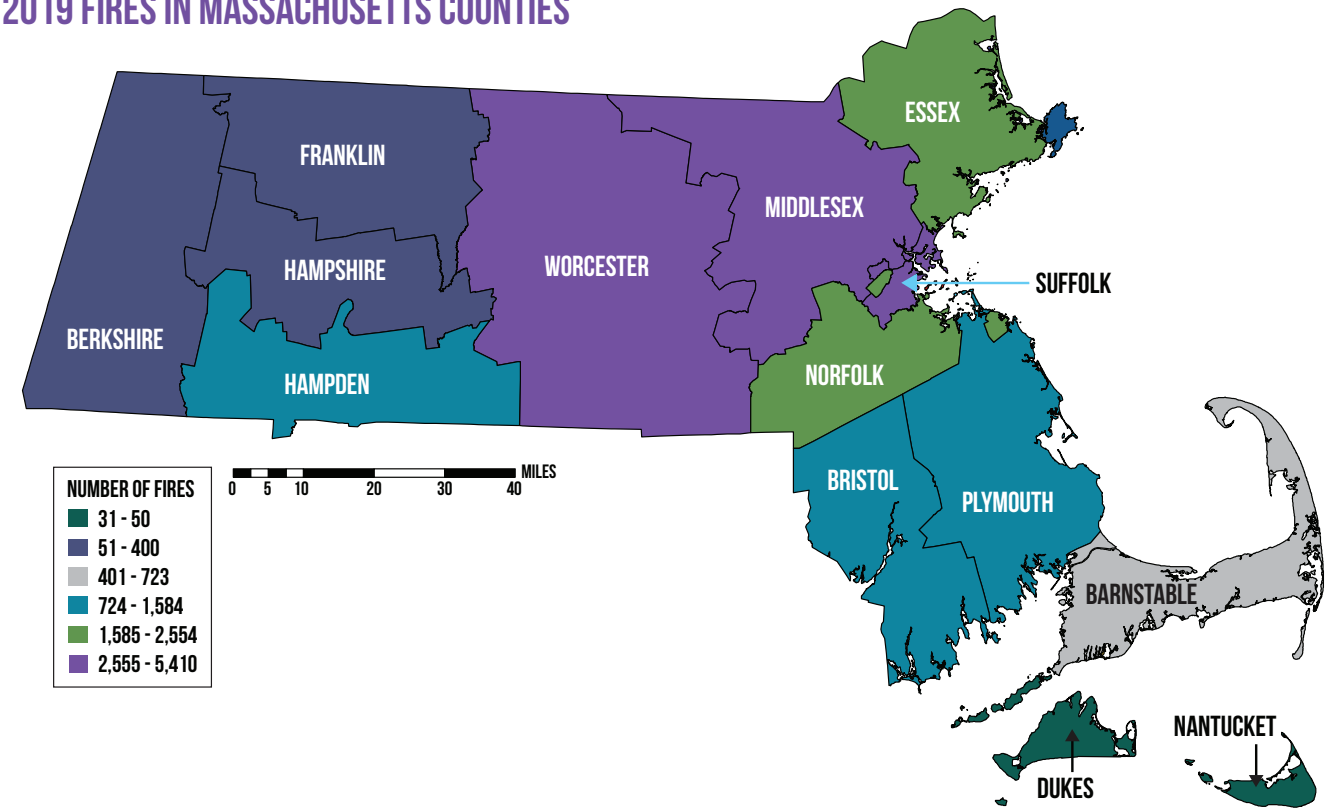 2019 FIRES IN MASSACHUSETTS COUNTIES
ESSEX
FRANKLIN
MIDDLESEX
HAMPSHIRE
WORCESTER
SUFFOLK
BERKSHIRE
HAMPDEN
NORFOLK
BRISTOL
PLYMOUTH
BARNSTABLE
NANTUCKET
DUKES
MILES
0 5 10 20 30 40
NUMBER OF FIRES
31 - 50
51 - 400
401 - 723
724 - 1,584
1,585 - 2,554
2,555 - 5,410